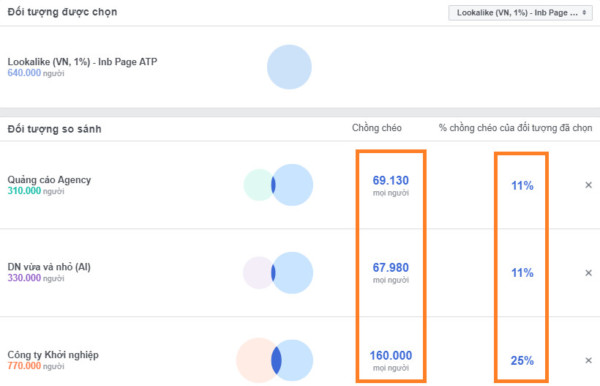 Đối tượng được chọn
Lookalike (VN, 1%) - Inb Page ...
Lookalike (VN, 1%) - Inb Page ATP
640.000 người
Đối tượng so sánh
Chồng chéo
% chồng chéo của đối tượng đã chọn
Quảng cáo Agency
310.000 người
69.130
mọi người
11%
×
DN vừa và nhỏ (AI)
330.000 người
67.980
mọi người
11%
×
Công ty Khởi nghiệp
770.000 người
160.000
mọi người
25%
×